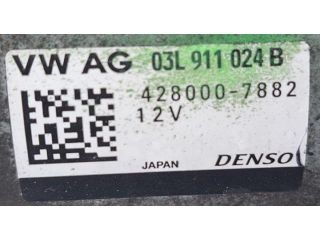 VW AG 03L 911 024 B
428000-7882
12V
JAPAN DENSO